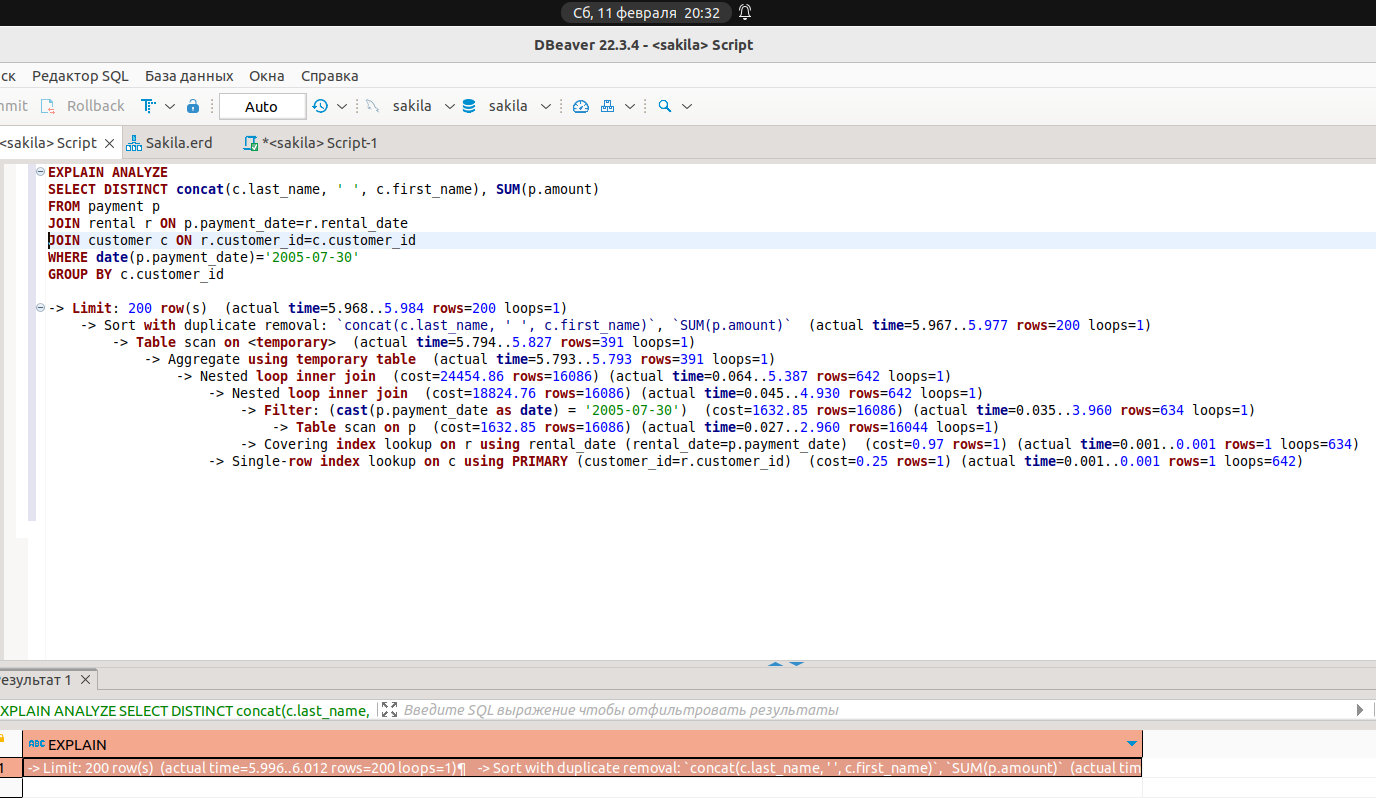 Сб, 11 февраля 20:32
DBeaver 22.3.4 - <sakila> Script
ск Редактор SQL База данных Окна Справка
mmit Rollback Auto sakila sakila
<sakila> Script Sakila.erd *<sakila> Script-1
EXPLAIN ANALYZE
SELECT DISTINCT concat(c.last_name, ' ', c.first_name), SUM(p.amount)
FROM payment p
JOIN rental r ON p.payment_date=r.rental_date
JOIN customer c ON r.customer_id=c.customer_id
WHERE date(p.payment_date)='2005-07-30'
GROUP BY c.customer_id
-> Limit: 200 row(s)  (actual time=5.968..5.984 rows=200 loops=1)
    -> Sort with duplicate removal: `concat(c.last_name, ' ', c.first_name)`, `SUM(p.amount)`  (actual time=5.967..5.977 rows=200 loops=1)
        -> Table scan on <temporary>  (actual time=5.794..5.827 rows=391 loops=1)
            -> Aggregate using temporary table  (actual time=5.793..5.793 rows=391 loops=1)
                -> Nested loop inner join  (cost=24454.86 rows=16086) (actual time=0.064..5.387 rows=642 loops=1)
                    -> Nested loop inner join  (cost=18824.76 rows=16086) (actual time=0.045..4.930 rows=642 loops=1)
                        -> Filter: (cast(p.payment_date as date) = '2005-07-30')  (cost=1632.85 rows=16086) (actual time=0.035..3.960 rows=634 loops=1)
                            -> Table scan on p  (cost=1632.85 rows=16086) (actual time=0.027..2.960 rows=16044 loops=1)
                        -> Covering index lookup on r using rental_date (rental_date=p.payment_date)  (cost=0.97 rows=1) (actual time=0.001..0.001 rows=1 loops=634)
                    -> Single-row index lookup on c using PRIMARY (customer_id=r.customer_id)  (cost=0.25 rows=1) (actual time=0.001..0.001 rows=1 loops=642)
езультат 1
XPLAIN ANALYZE SELECT DISTINCT concat(c.last_name, Введите SQL выражение чтобы отфильтровать результаты
ABC EXPLAIN
1 -> Limit: 200 row(s)  (actual time=5.996..6.012 rows=200 loops=1)¶    -> Sort with duplicate removal: `concat(c.last_name, ' ', c.first_name)`, `SUM(p.amount)`  (actual tim